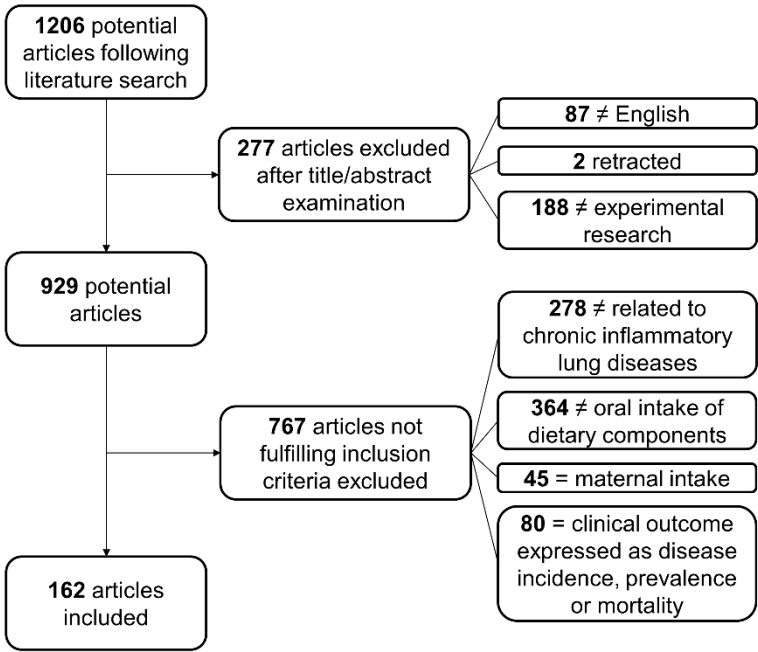 1206 potential
articles following
literature search
277 articles excluded
after title/abstract
examination
87 ≠ English
2 retracted
188 ≠ experimental
research
929 potential
articles
767 articles not
fulfilling inclusion
criteria excluded
278 ≠ related to
chronic inflammatory
lung diseases
364 ≠ oral intake of
dietary components
45 = maternal intake
80 = clinical outcome
expressed as disease
incidence, prevalence
or mortality
162 articles
included